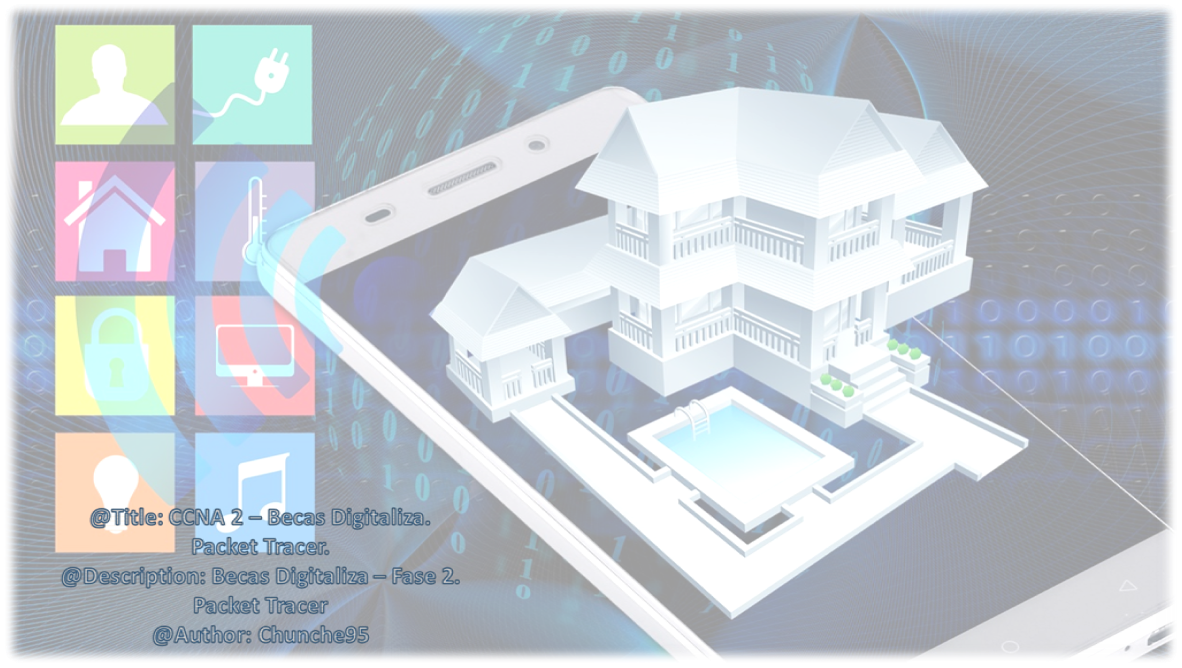 @Title: CCNA 2 – Becas Digitaliza.
Packet Tracer.
@Description: Becas Digitaliza – Fase 2.
Packet Tracer
@Author: Chunche95